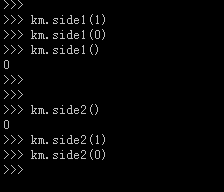 >>>
>>> km.side1(1)
>>> km.side1(0)
>>> km.side1()
0
>>>
>>>
>>> km.side2()
0
>>> km.side2(1)
>>> km.side2(0)
>>>